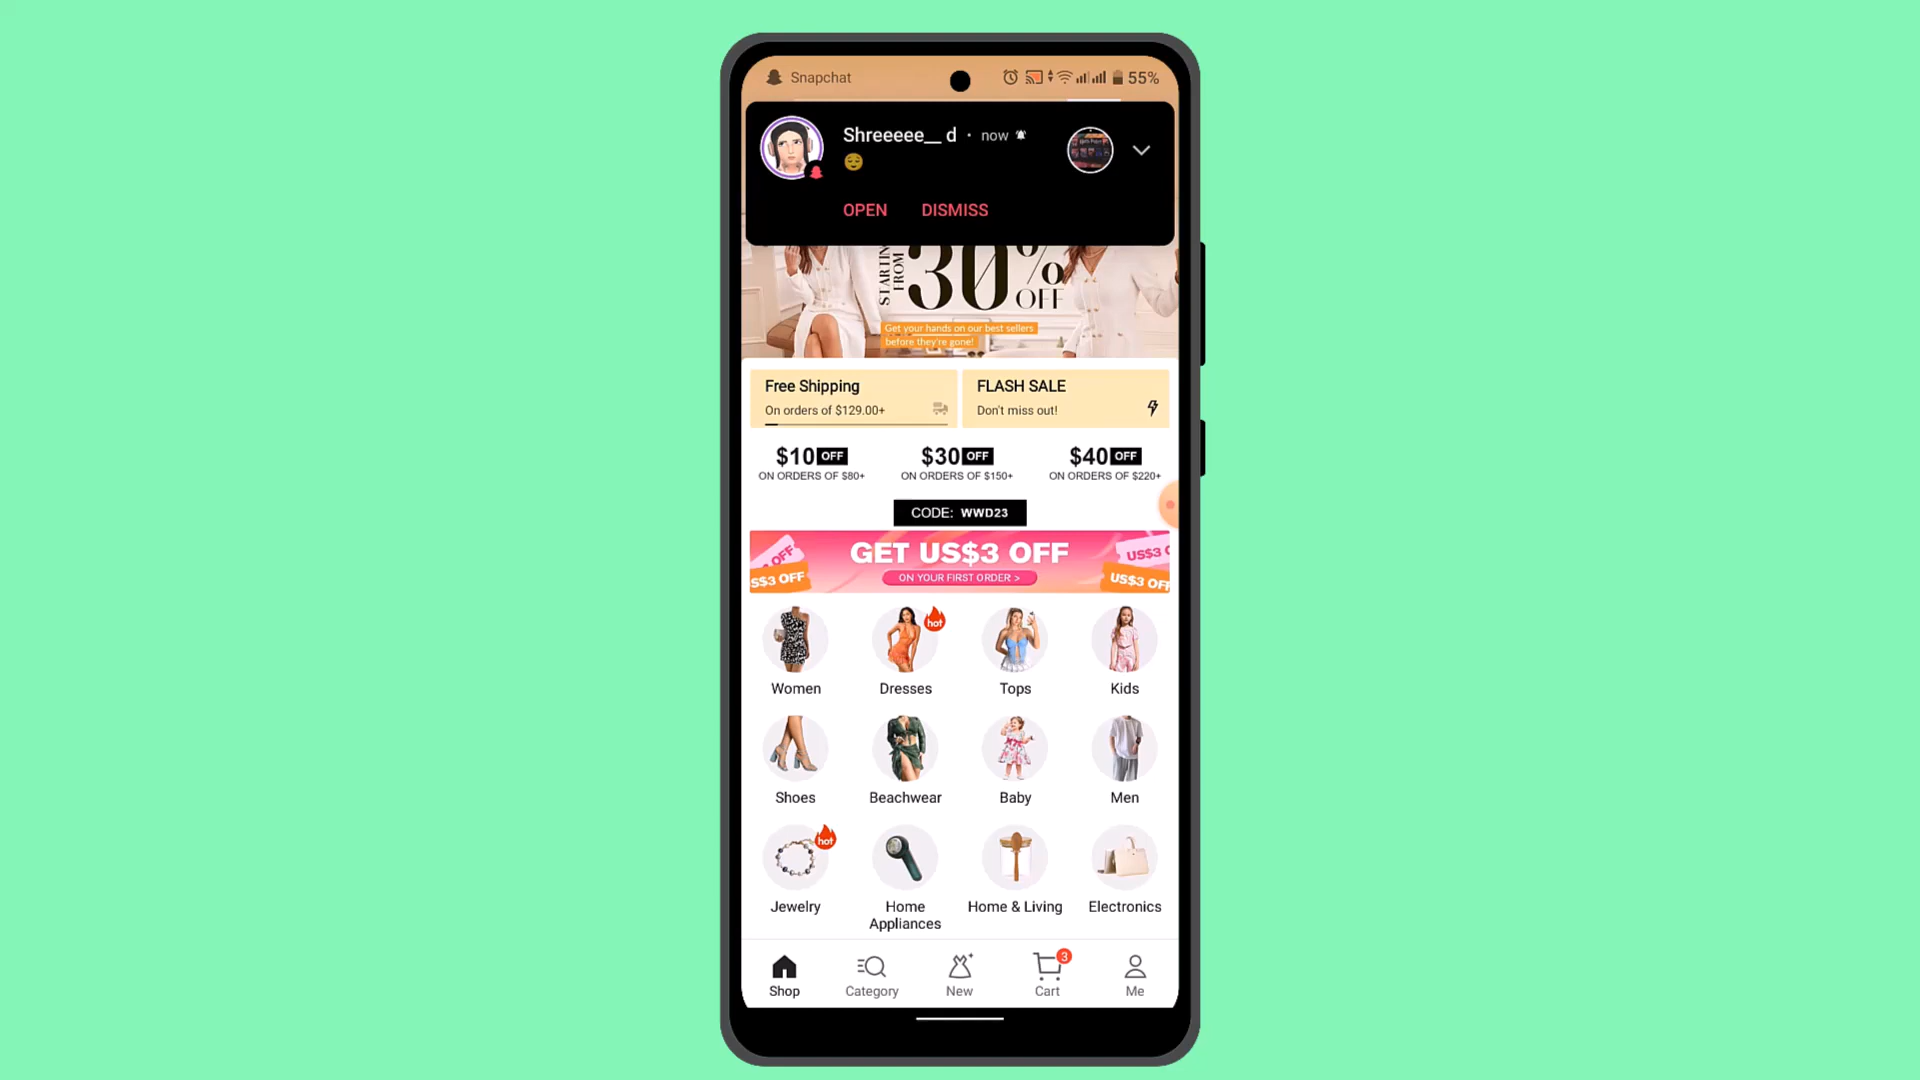 Snapchat
55%
Shreeeee__ d · now
OPEN DISMISS
STARTING FROM 30% OFF
Get your hands on our best sellers
before they're gone!
Free Shipping
On orders of $129.00+
FLASH SALE
Don't miss out!
$10 OFF
ON ORDERS OF $80+
$30 OFF
ON ORDERS OF $150+
$40 OFF
ON ORDERS OF $220+
CODE: WWD23
GET US$3 OFF
ON YOUR FIRST ORDER >
OFF
S$3 OFF
US$3 O
US$3 OFF
hot
Women Dresses Tops Kids
Shoes Beachwear Baby Men
hot
Jewelry Home Appliances Home & Living Electronics
3
Shop Category New Cart Me